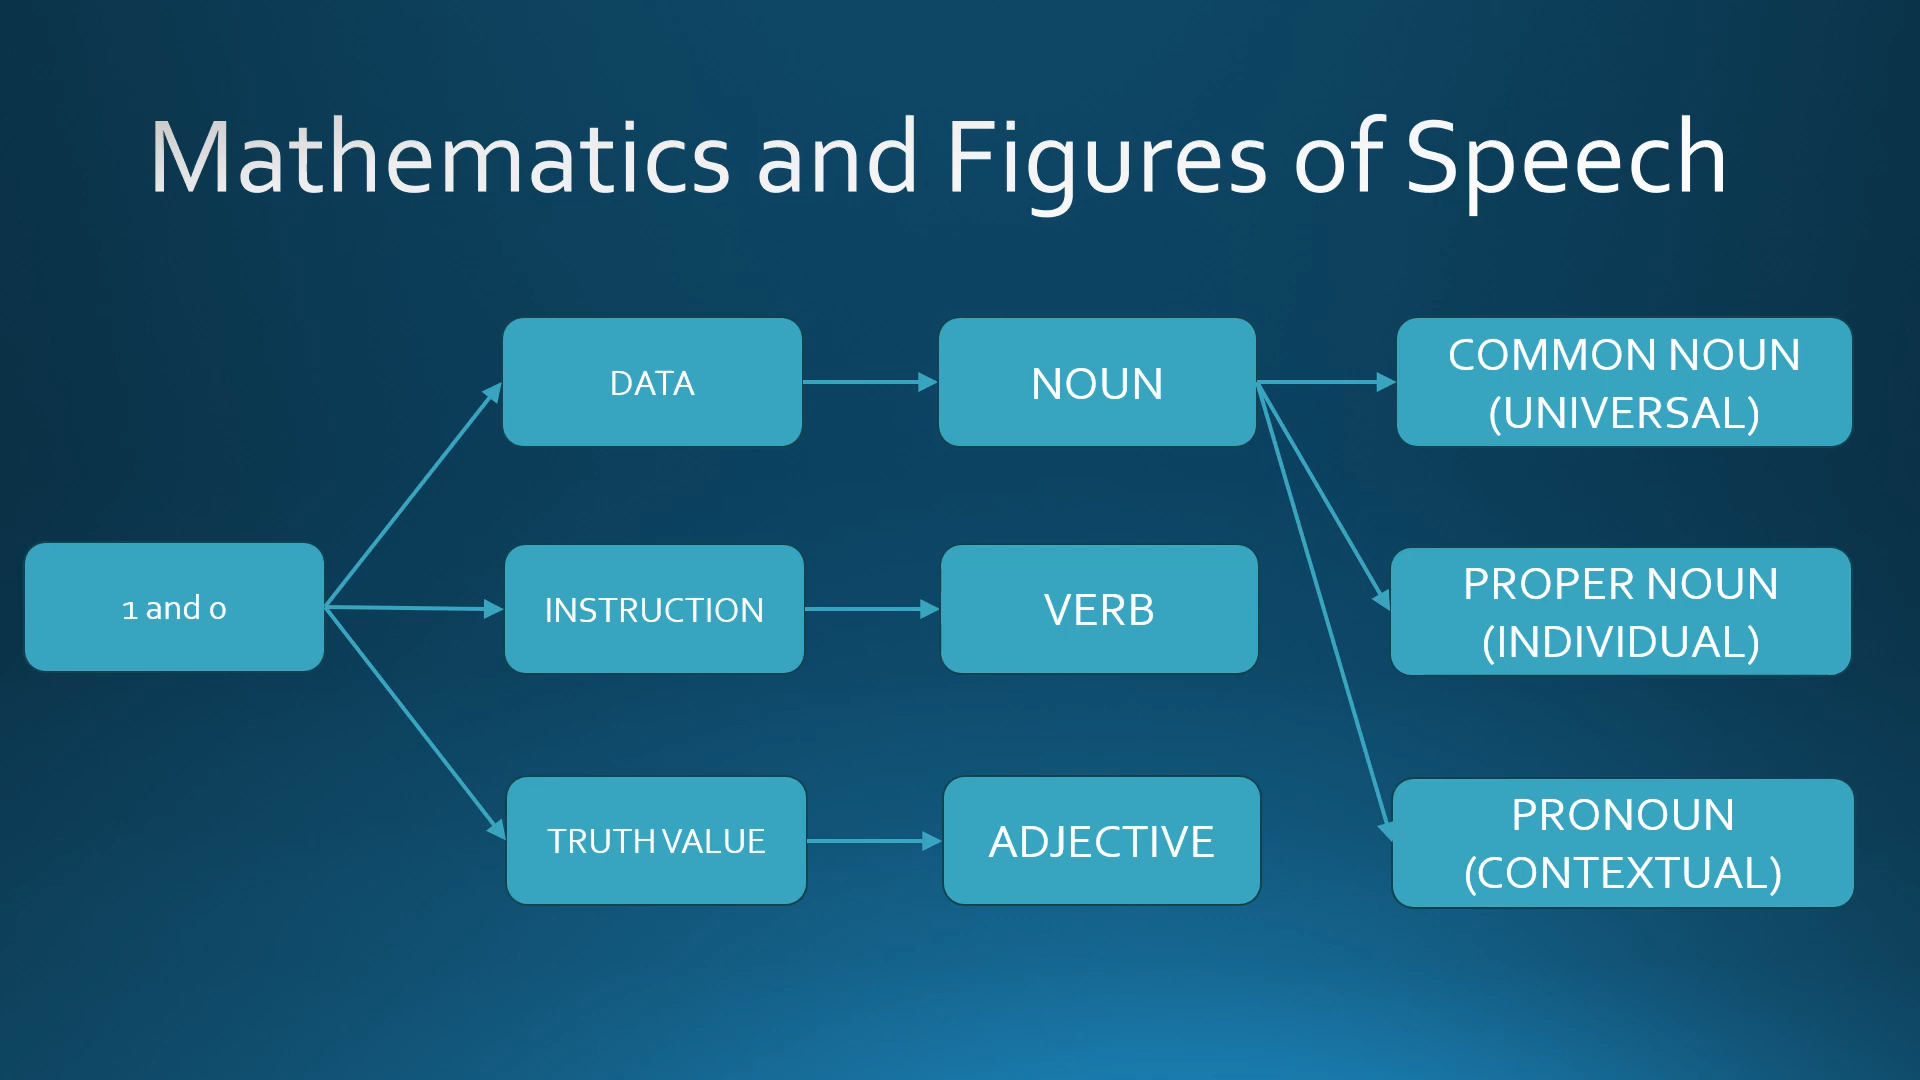 Mathematics and Figures of Speech
DATA
NOUN
COMMON NOUN
(UNIVERSAL)
1 and 0
INSTRUCTION
VERB
PROPER NOUN
(INDIVIDUAL)
TRUTH VALUE
ADJECTIVE
PRONOUN
(CONTEXTUAL)